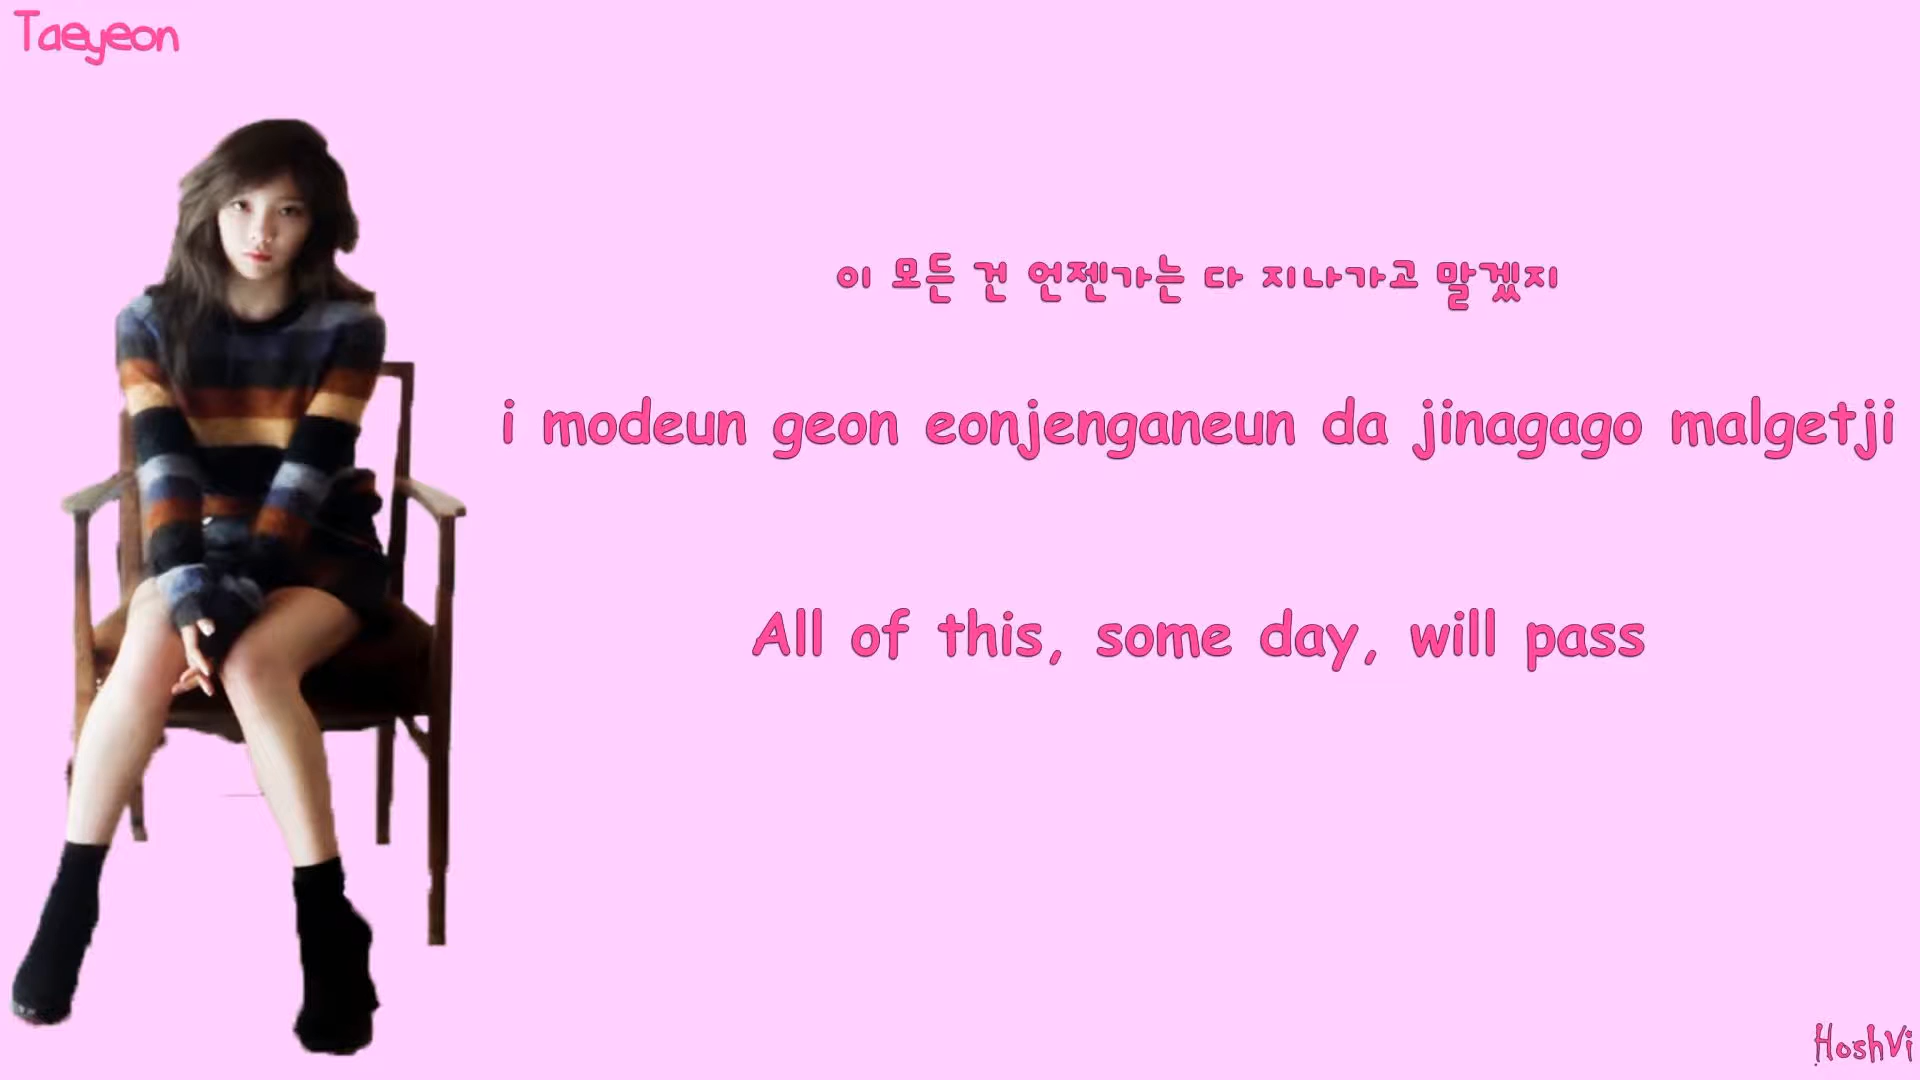 Taeyeon
이 모든 건 언젠가는 다 지나가고 말겠지
i modeun geon eonjenganeun da jinagago malgetji
All of this, some day, will pass
HoshVi